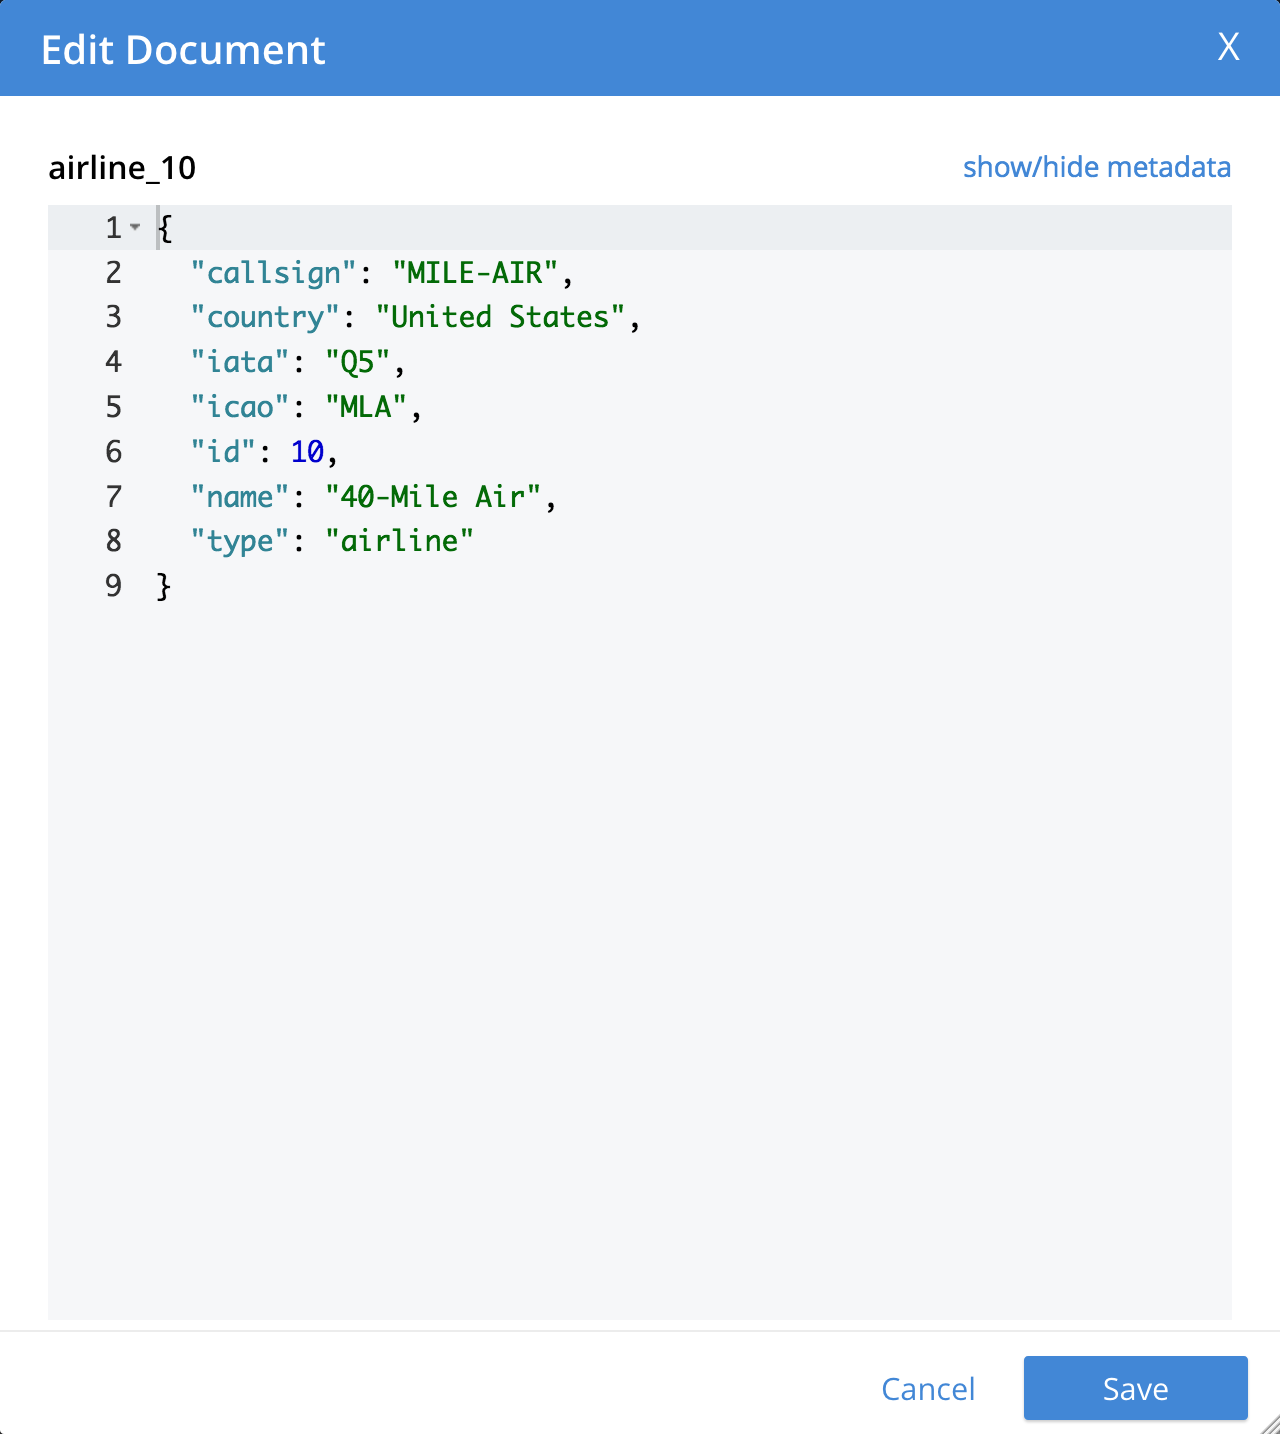 Edit Document X
airline_10 show/hide metadata
1 {
2 "callsign": "MILE-AIR",
3 "country": "United States",
4 "iata": "Q5",
5 "icao": "MLA",
6 "id": 10,
7 "name": "40-Mile Air",
8 "type": "airline"
9 }
Cancel Save